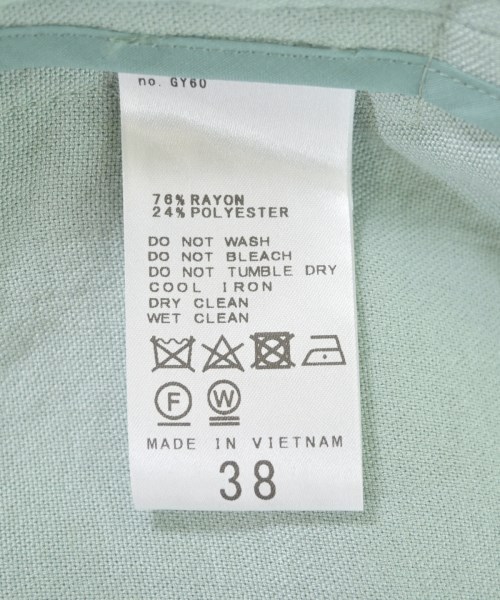 no. GY60
76% RAYON
24% POLYESTER
DO NOT WASH
DO NOT BLEACH
DO NOT TUMBLE DRY
COOL IRON
DRY CLEAN
WET CLEAN
F W
MADE IN VIETNAM
38